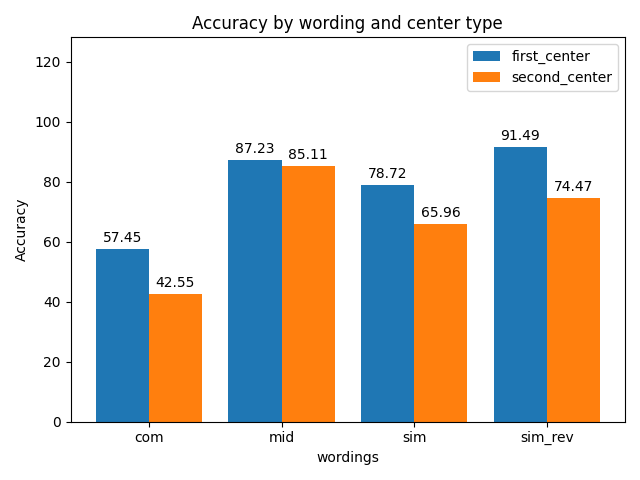 Accuracy by wording and center type
first_center
second_center
Accuracy
120
100
80
60
40
20
0
57.45
42.55
87.23
85.11
78.72
65.96
91.49
74.47
com
mid
sim
sim_rev
wordings